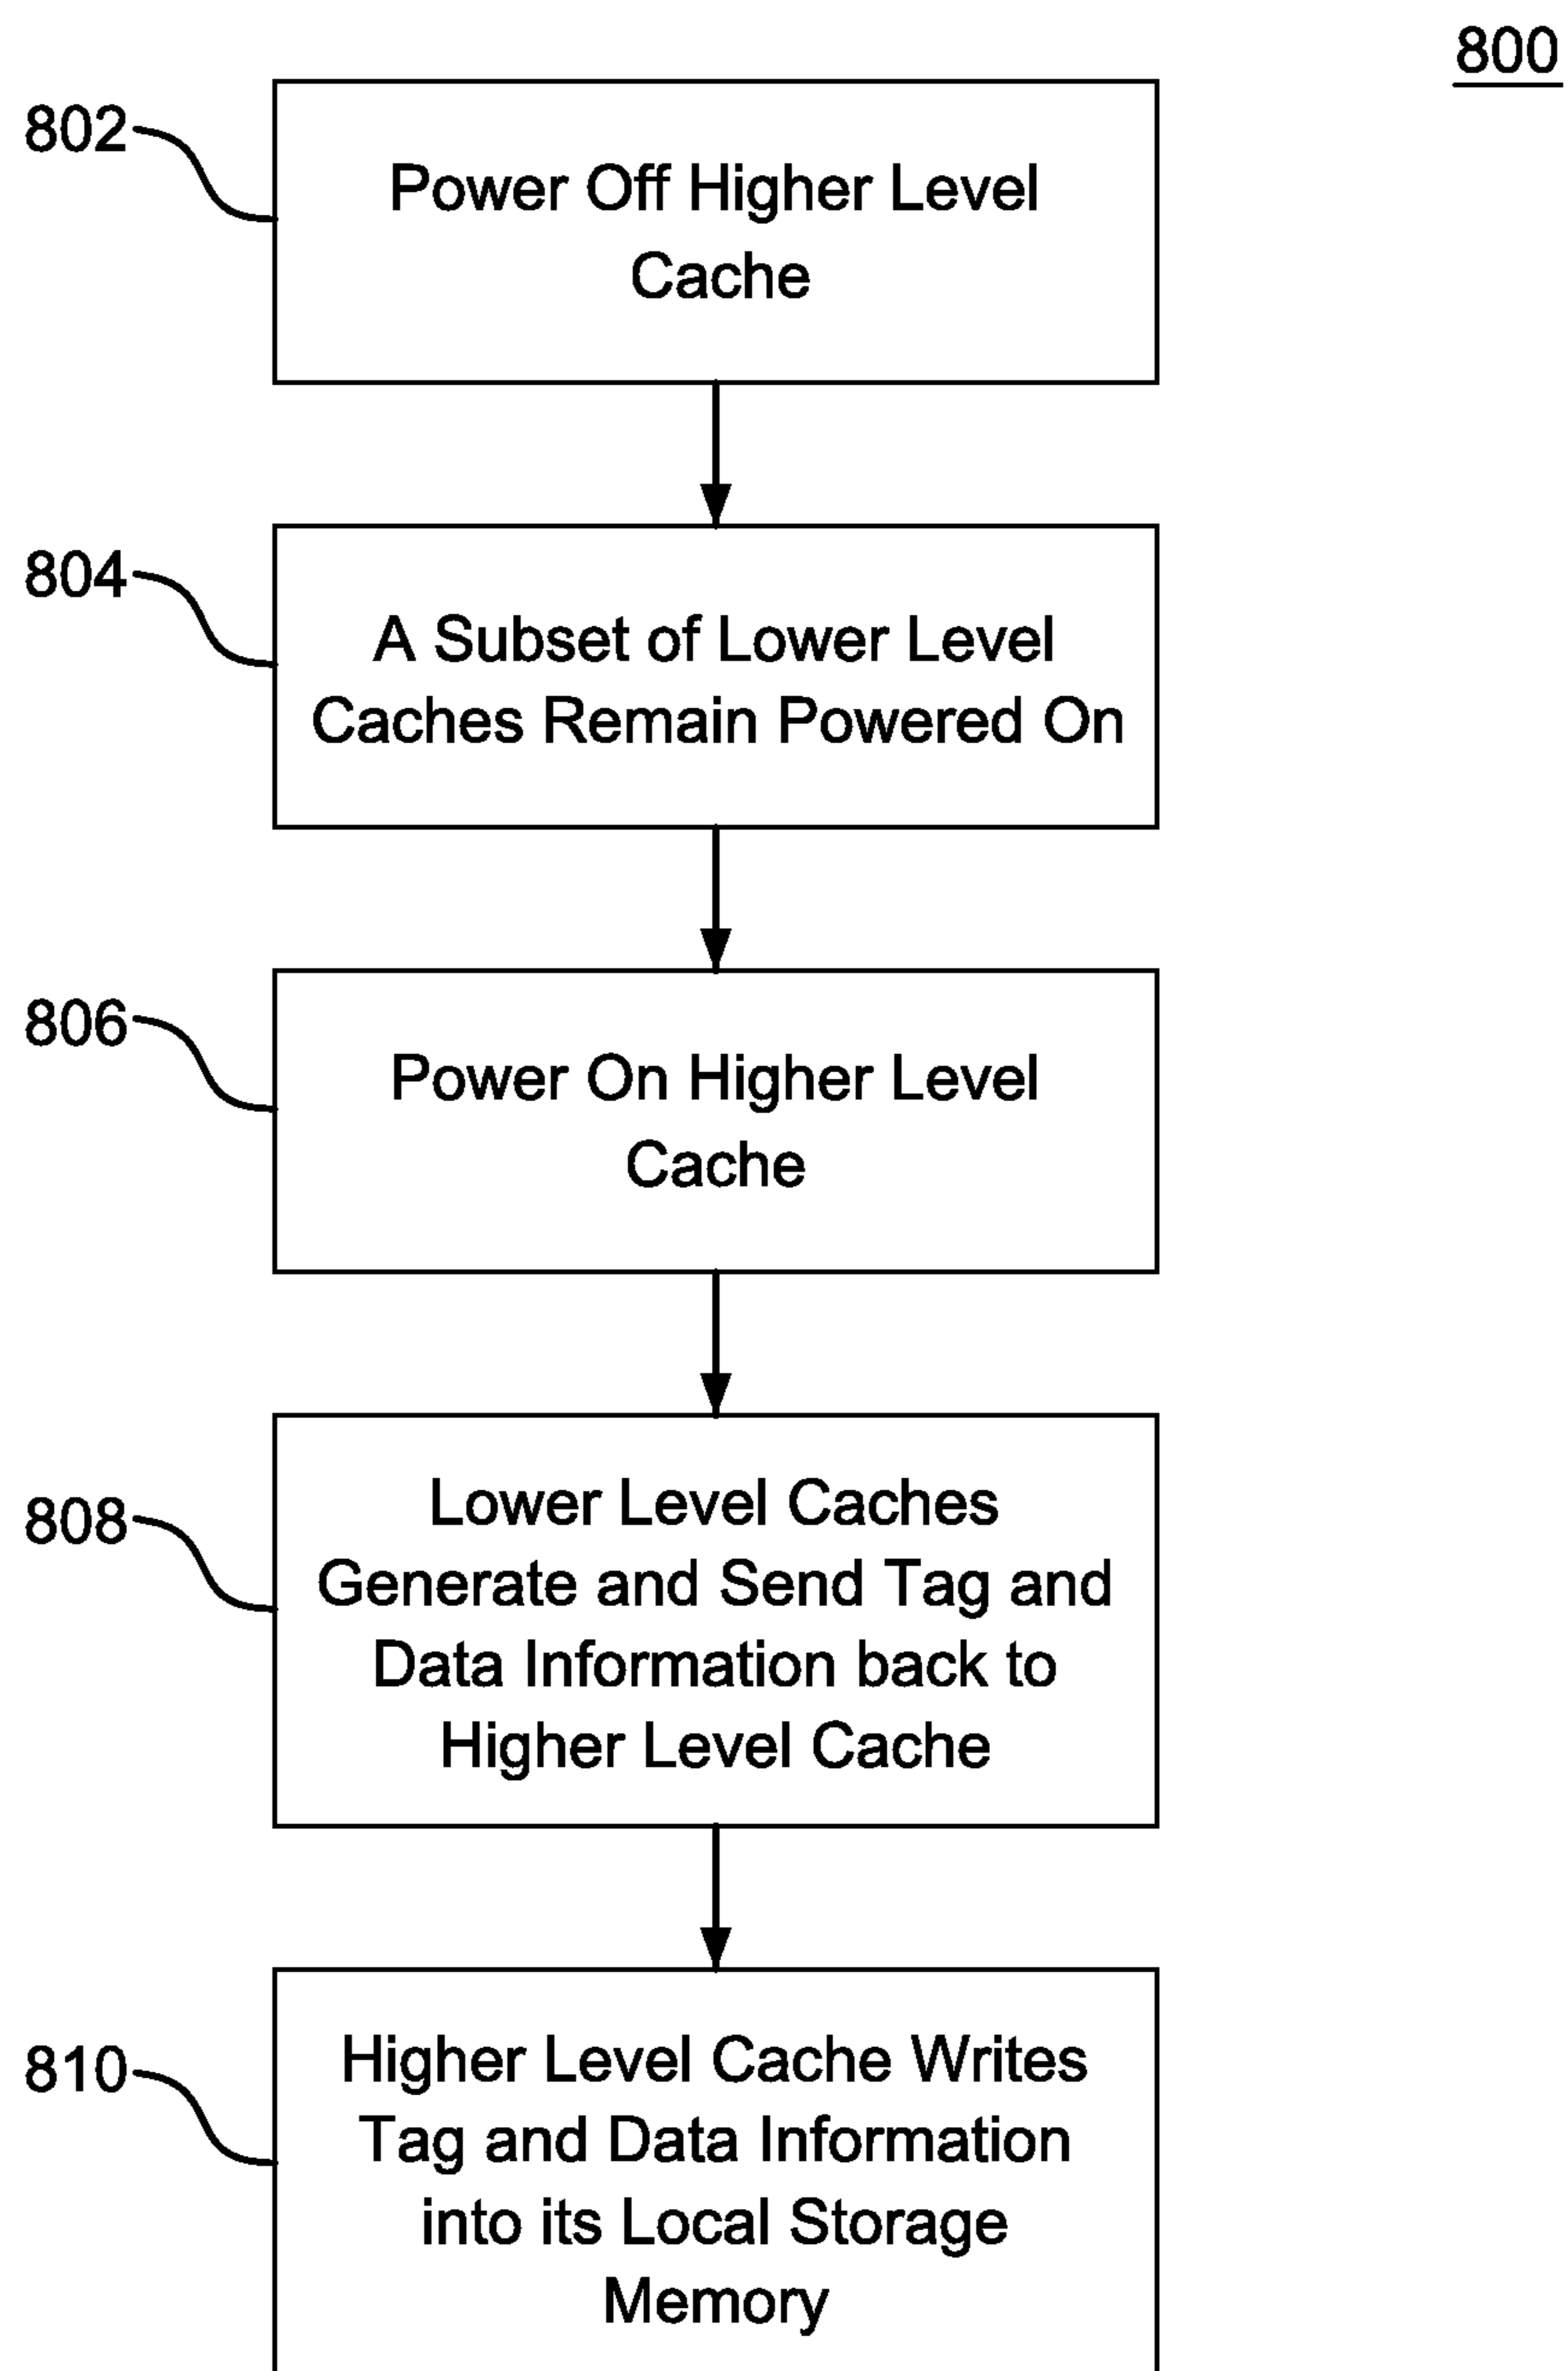 800
802
Power Off Higher Level
Cache
804
A Subset of Lower Level
Caches Remain Powered On
806
Power On Higher Level
Cache
808
Lower Level Caches
Generate and Send Tag and
Data Information back to
Higher Level Cache
810
Higher Level Cache Writes
Tag and Data Information
into its Local Storage
Memory